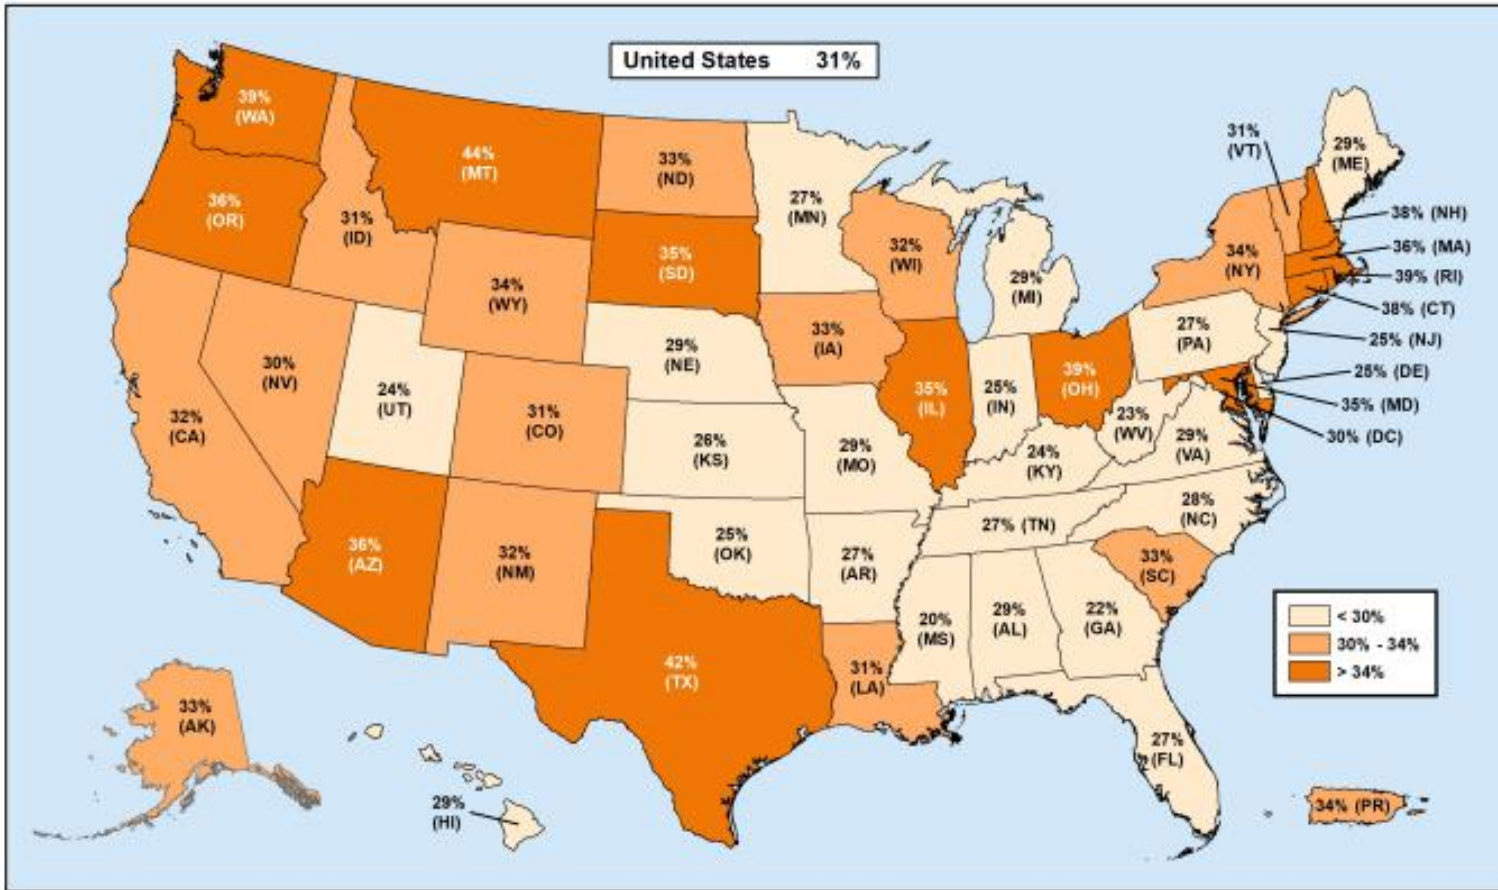 United States 31%
39%
(WA)
44%
(MT)
33%
(ND)
27%
(MN)
31%
(VT)
29%
(ME)
36%
(OR)
31%
(ID)
35%
(SD)
32%
(WI)
29%
(MI)
34%
(NY)
38% (NH)
36% (MA)
39% (RI)
38% (CT)
34%
(WY)
33%
(IA)
27%
(PA)
25% (NJ)
25% (DE)
35% (MD)
30% (DC)
30%
(NV)
24%
(UT)
29%
(NE)
35%
(IL)
25%
(IN)
39%
(OH)
23%
(WV)
32%
(CA)
31%
(CO)
26%
(KS)
29%
(MO)
24%
(KY)
29%
(VA)
28%
(NC)
36%
(AZ)
32%
(NM)
25%
(OK)
27%
(AR)
27% (TN)
33%
(SC)
20%
(MS)
29%
(AL)
22%
(GA)
< 30%
30% - 34%
> 34%
42%
(TX)
31%
(LA)
33%
(AK)
27%
(FL)
29%
(HI)
34% (PR)